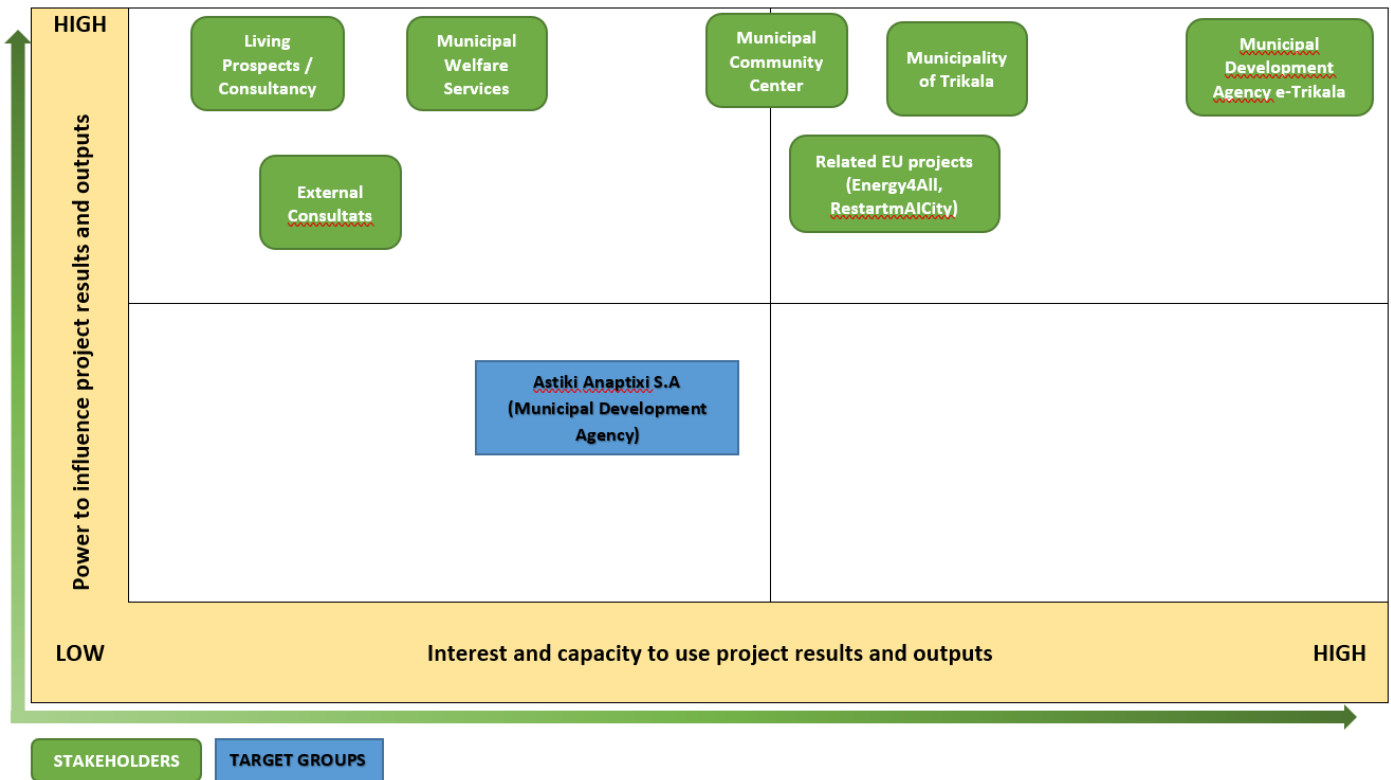 HIGH
Power to influence project results and outputs
Living
Prospects /
Consultancy
Municipal
Welfare
Services
Municipal
Community
Center
Municipality
of Trikala
Municipal
Development
Agency e-Trikala
External
Consultats
Related EU projects
(Energy4All,
RestartmAICity)
Astiki Anaptixi S.A
(Municipal Development
Agency)
LOW
Interest and capacity to use project results and outputs
HIGH
STAKEHOLDERS
TARGET GROUPS